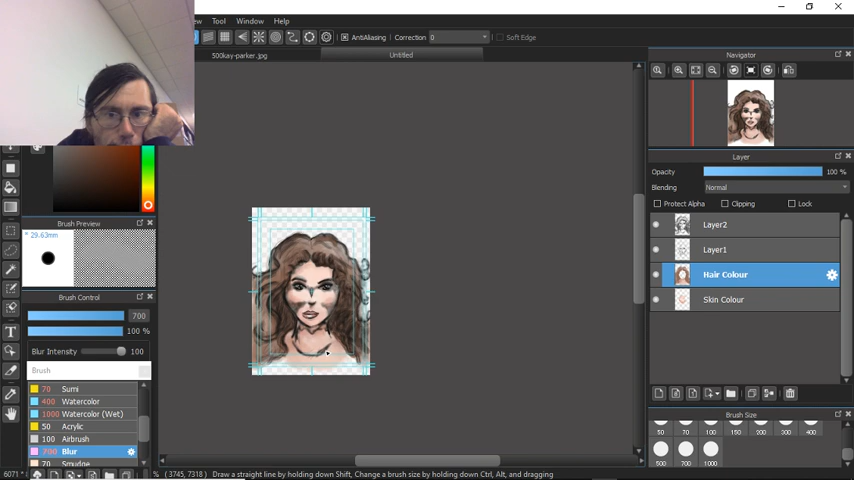 ew Tool Window Help
AntiAliasing Correction 0 Soft Edge
500kay-parker.jpg Untitled
Navigator
Layer
Opacity 100 %
Blending Normal
Protect Alpha Clipping Lock
Layer2
Layer1
Hair Colour
Skin Colour
Brush Size
50 70 100 150 200 300 400
500 700 1000
Brush Preview
* 29.63mm
Brush Control
700
100 %
Blur Intensity 100
Brush
70 Sumi
400 Watercolor
1000 Watercolor (Wet)
50 Acrylic
100 Airbrush
700 Blur
70 Smudge
6071 * % (3745, 7318) Draw a straight line by holding down Shift, Change a brush size by holding down Ctrl, Alt, and dragging